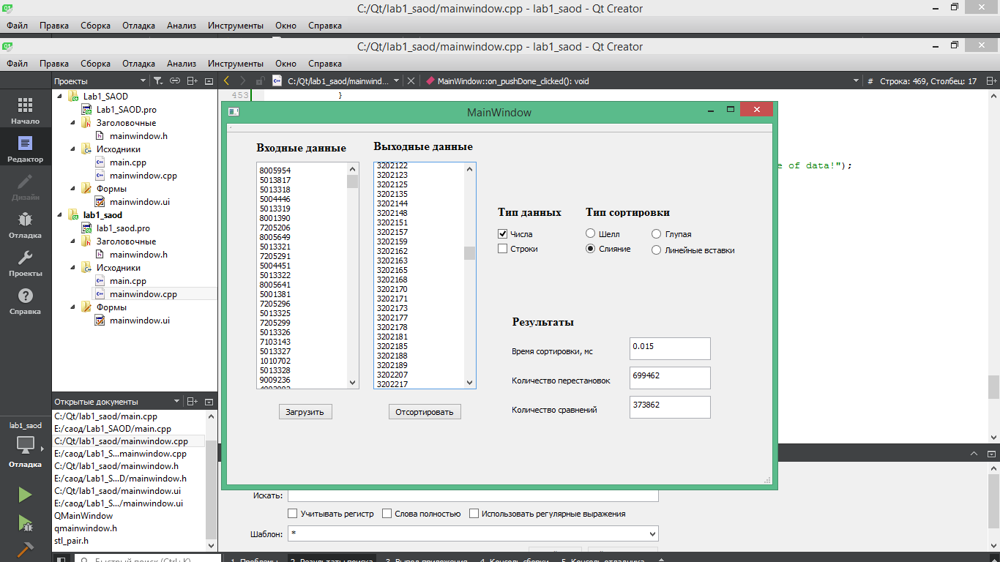 C:/Qt/lab1_saod/mainwindow.cpp - lab1_saod - Qt Creator
Файл Правка Сборка Отладка Анализ Инструменты Окно Справка
C:/Qt/lab1_saod/mainwindow.cpp - lab1_saod - Qt Creator
Файл Правка Сборка Отладка Анализ Инструменты Окно Справка
Проекты
C:/Qt/lab1_saod/mainwind...
MainWindow::on_pushDone_clicked(): void
# Строка: 469, Столбец: 17
Начало
Редактор
Дизайн
Отладка
Проекты
Справка
Lab1_SAOD
Lab1_SAOD.pro
Заголовочные
mainwindow.h
Исходники
main.cpp
mainwindow.cpp
Формы
mainwindow.ui
lab1_saod
lab1_saod.pro
Заголовочные
mainwindow.h
Исходники
main.cpp
mainwindow.cpp
Формы
mainwindow.ui
453 }
e of data!");
MainWindow
Входные данные
8005954
5013817
5013318
5004446
5013319
8001390
7205206
8005649
5013321
7205291
5004451
5013322
8005641
5001381
7205296
5013325
7205299
5013326
7103143
5013327
1010702
5013328
9009236
Загрузить
Выходные данные
3202122
3202123
3202125
3202135
3202144
3202148
3202151
3202157
3202159
3202162
3202163
3202165
3202168
3202170
3202171
3202173
3202177
3202178
3202181
3202185
3202188
3202189
3202207
3202217
Отсортировать
Тип данных
Числа
Строки
Тип сортировки
Шелл
Глупая
Слияние
Линейные вставки
Результаты
Время сортировки, мс 0.015
Количество перестановок 699462
Количество сравнений 373862
Открытые документы
C:/Qt/lab1_saod/main.cpp
E:/саод/Lab1_SAOD/main.cpp
C:/Qt/lab1_saod/mainwindow.cpp
E:/саод/Lab1_S...mainwindow.cpp
C:/Qt/lab1_saod/mainwindow.h
E:/саод/Lab1_S...D/mainwindow.h
C:/Qt/lab1_saod/mainwindow.ui
E:/саод/Lab1_S.../mainwindow.ui
QMainWindow
qmainwindow.h
stl_pair.h
lab1_saod
Отладка
Искать:
Учитывать регистр
Слова полностью
Использовать регулярные выражения
Шаблон: *
Быстрый поиск (Ctrl+K)
1 Проблемы
2 Результаты поиска
3 Вывод приложения
4 Консоль сборки
5 Консоль отладчика